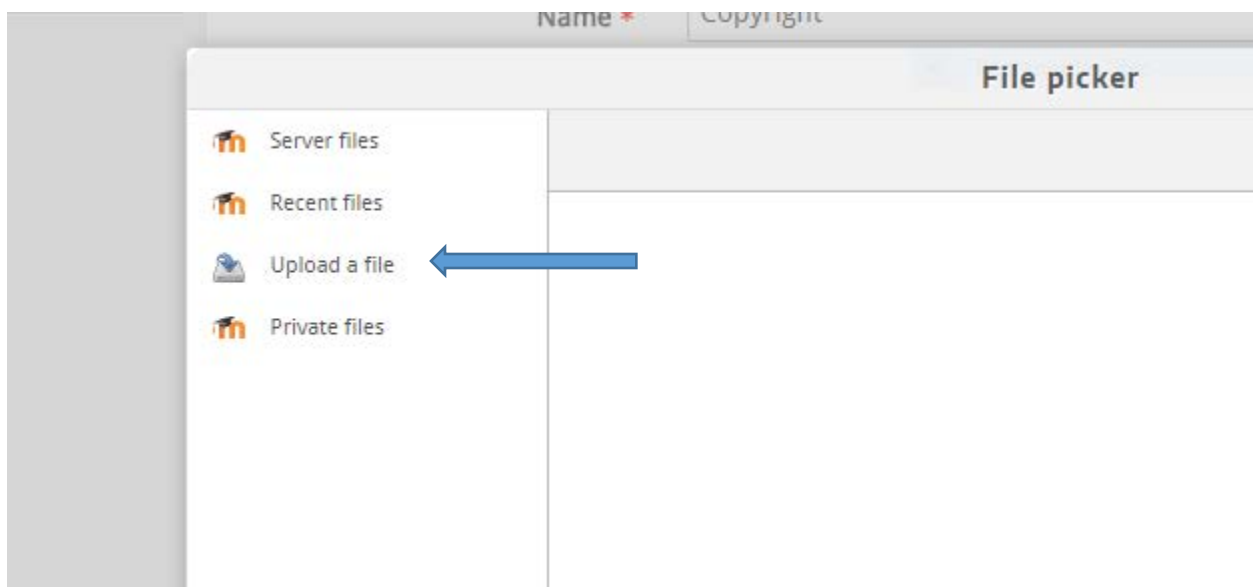 Name * Copyright
File picker
Server files
Recent files
Upload a file
Private files